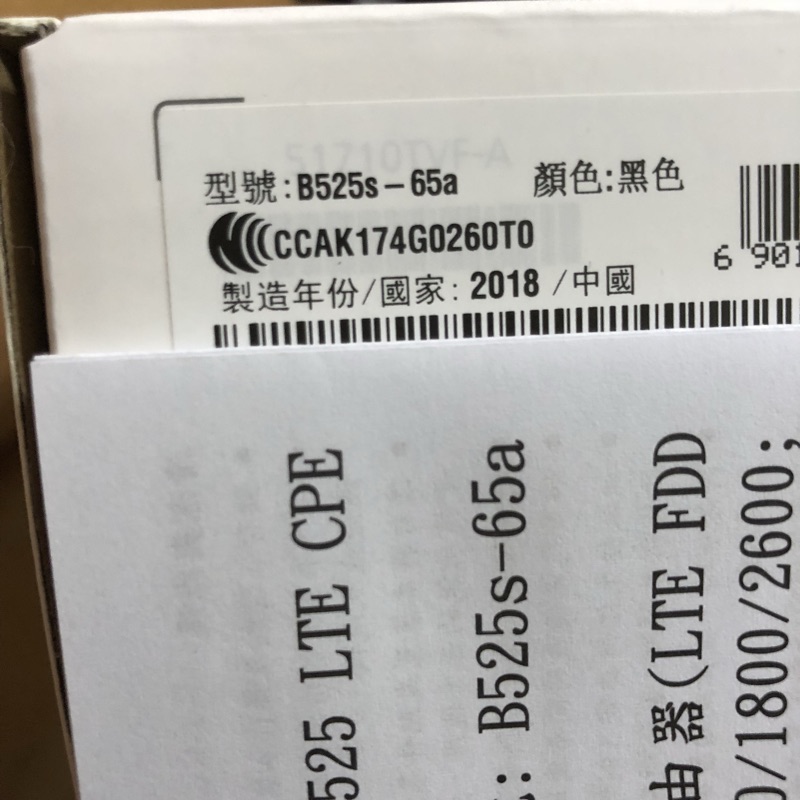 型號:B525s-65a
顏色:黑色
CCAK174G0260T0
製造年份/國家: 2018 /中國
6 901
525 LTE CPE
: B525s-65a
由器(LTE FDD
0/1800/2600;